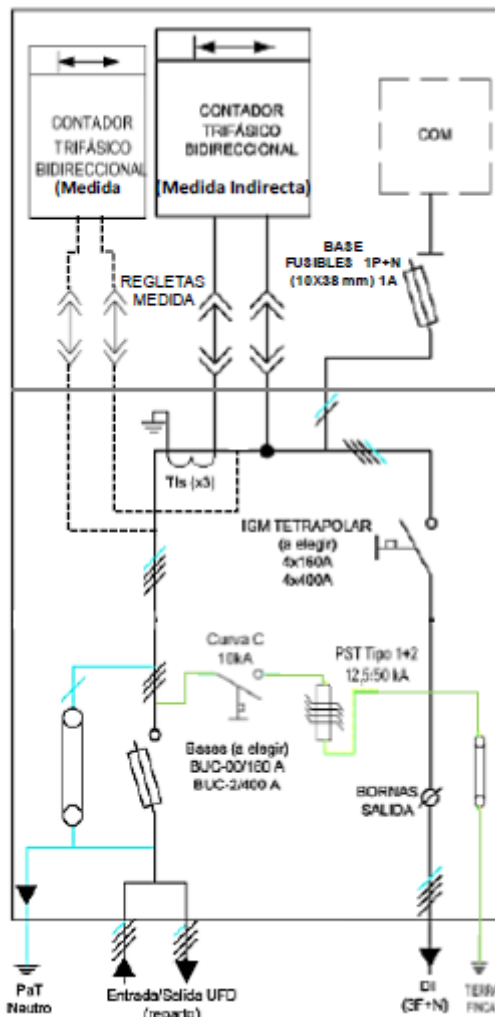 CONTADOR
TRIFÁSICO
BIDIRECCIONAL
(Medida
CONTADOR
TRIFÁSICO
BIDIRECCIONAL
(Medida Indirecta)
COM
BASE
FUSIBLES 1P+N
(10X38 mm) 1A
REGLETAS
MEDIDA
TIs (x3)
IGM TETRAPOLAR
(a elegir)
4x160A
4x400A
Curva C
10kA
PST Tipo 1+2
12,5/50 kA
Bases (a elegir)
BUC-00/160 A
BUC-2/400 A
BORNAS
SALIDA
PaT
Neutro
Entrada/Salida UFD
(reparto)
DI
(3F+N)
TIERRA
FINCA